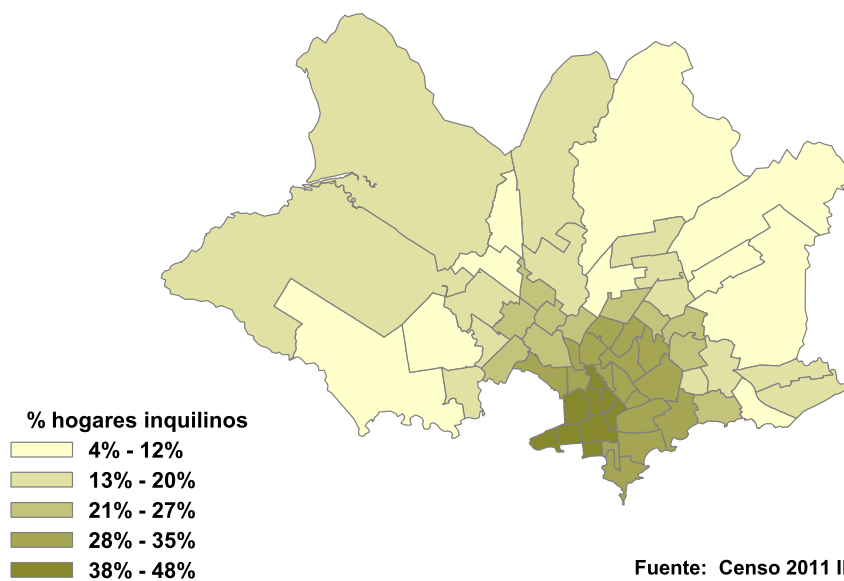 % hogares inquilinos
4% - 12%
13% - 20%
21% - 27%
28% - 35%
38% - 48%
Fuente: Censo 2011 I